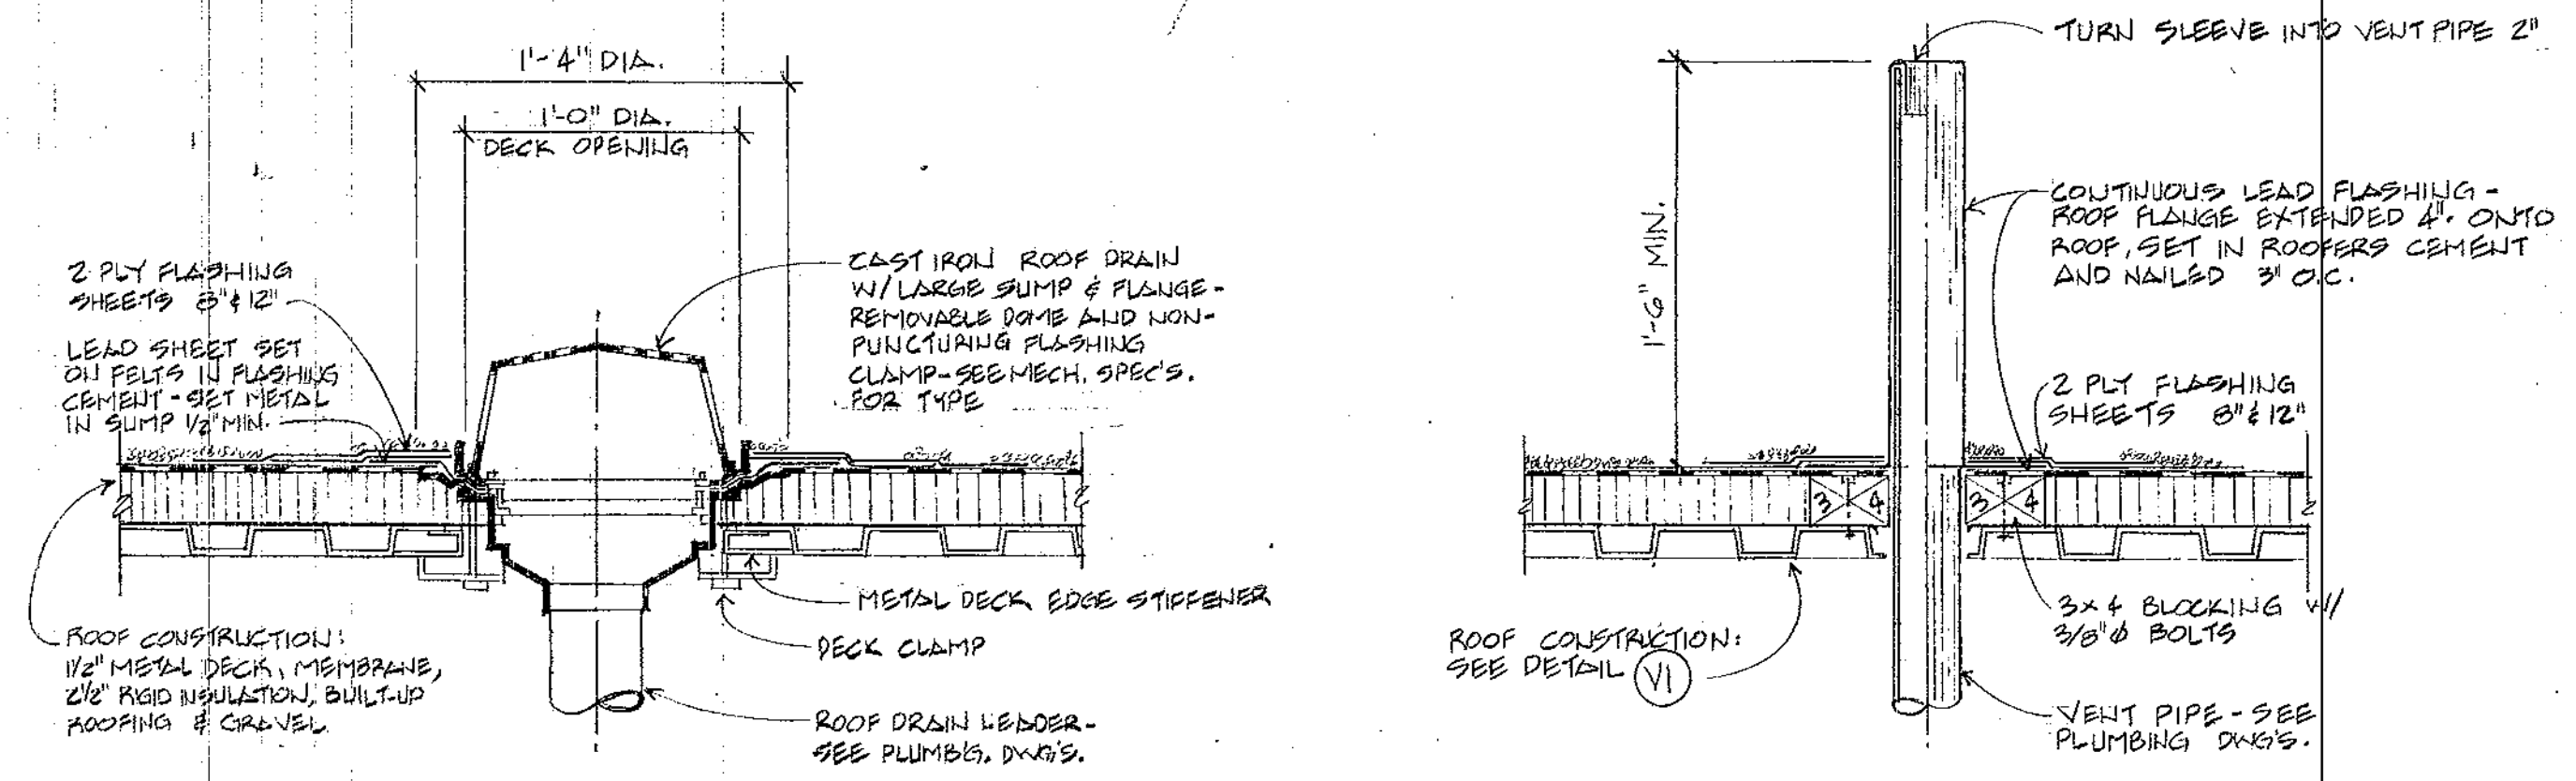 1'-4" DIA.
1'-0" DIA.
DECK OPENING
2 PLY FLASHING
SHEETS 8" & 12"
LEAD SHEET SET
ON FELTS IN FLASHING
CEMENT - SET METAL
IN SUMP 1/2" MIN.
CAST IRON ROOF DRAIN
W/ LARGE SUMP & FLANGE -
REMOVABLE DOME AND NON-
PUNCTURING FLASHING
CLAMP - SEE MECH. SPEC'S.
FOR TYPE
METAL DECK EDGE STIFFENER
DECK CLAMP
ROOF CONSTRUCTION:
1 1/2" METAL DECK, MEMBRANE,
2 1/2" RIGID INSULATION, BUILT-UP
ROOFING & GRAVEL.
ROOF DRAIN LEADER -
SEE PLUMB'G. DWG'S.
TURN SLEEVE INTO VENT PIPE 2"
1'-6" MIN.
CONTINUOUS LEAD FLASHING -
ROOF FLANGE EXTENDED 4". ONTO
ROOF, SET IN ROOFERS CEMENT
AND NAILED 3" O.C.
2 PLY FLASHING
SHEETS 8" & 12"
3 4
3 4
3x4 BLOCKING W/
3/8" Ø BOLTS
ROOF CONSTRUCTION:
SEE DETAIL V1
VENT PIPE - SEE
PLUMBING DWG'S.